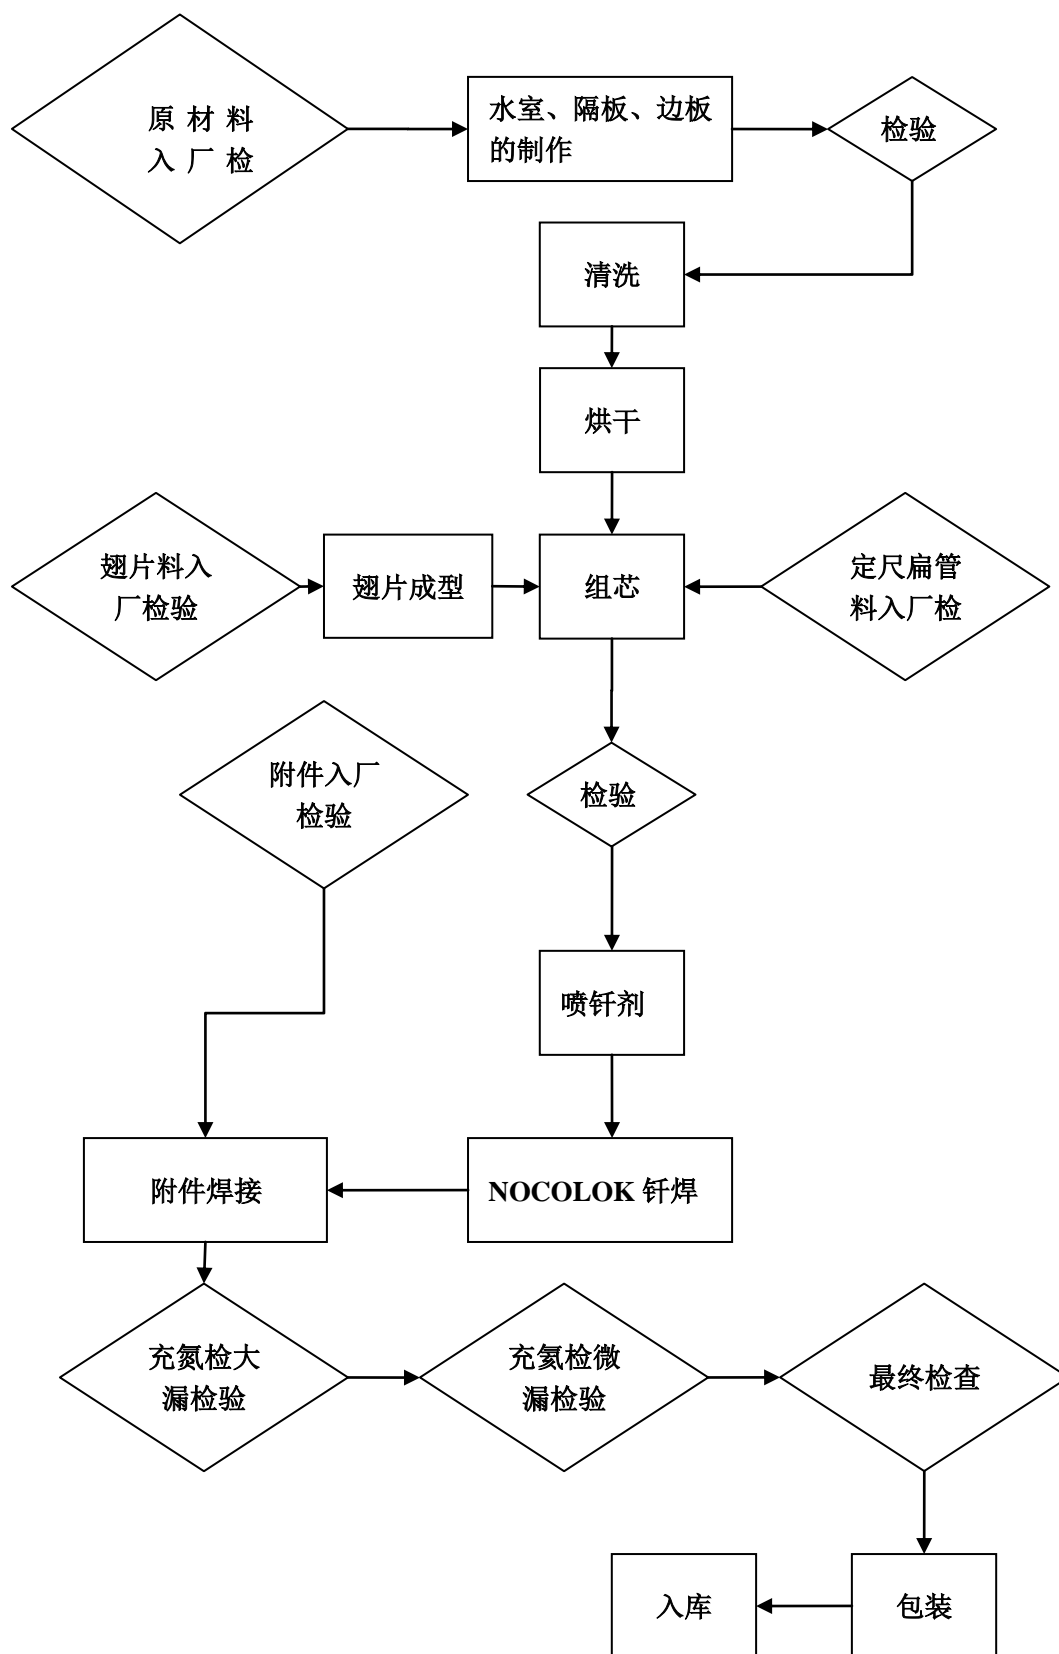 原 材 料
入 厂 检
水室、隔板、边板
的制作
检验
清洗
烘干
翅片料入
厂检验
翅片成型
组芯
定尺扁管
料入厂检
附件入厂
检验
检验
喷钎剂
附件焊接
NOCOLOK 钎焊
充氮检大
漏检验
充氦检微
漏检验
最终检查
入库
包装